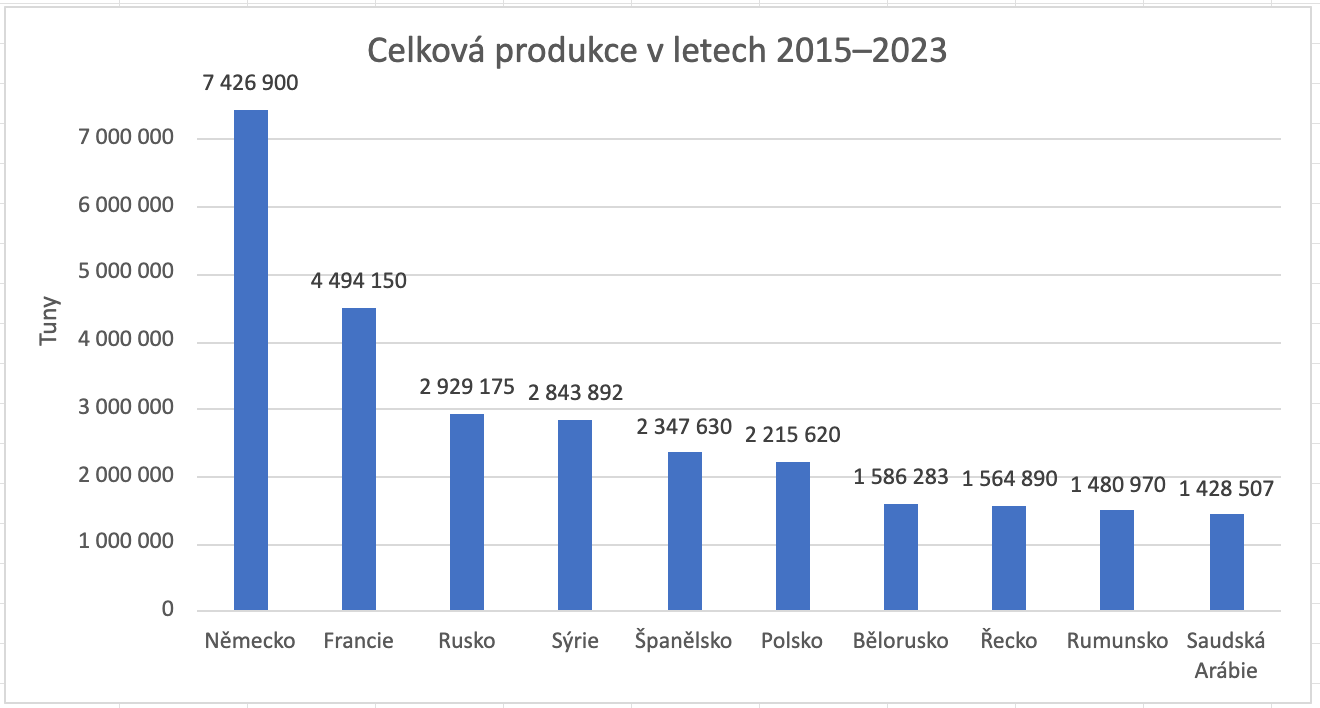 Celková produkce v letech 2015–2023
7 426 900
7 000 000
6 000 000
5 000 000
4 494 150
Tuny
4 000 000
2 929 175
2 843 892
3 000 000
2 347 630
2 215 620
2 000 000
1 586 283
1 564 890
1 480 970
1 428 507
1 000 000
0
Německo
Francie
Rusko
Sýrie
Španělsko
Polsko
Bělorusko
Řecko
Rumunsko
Saudská
Arábie